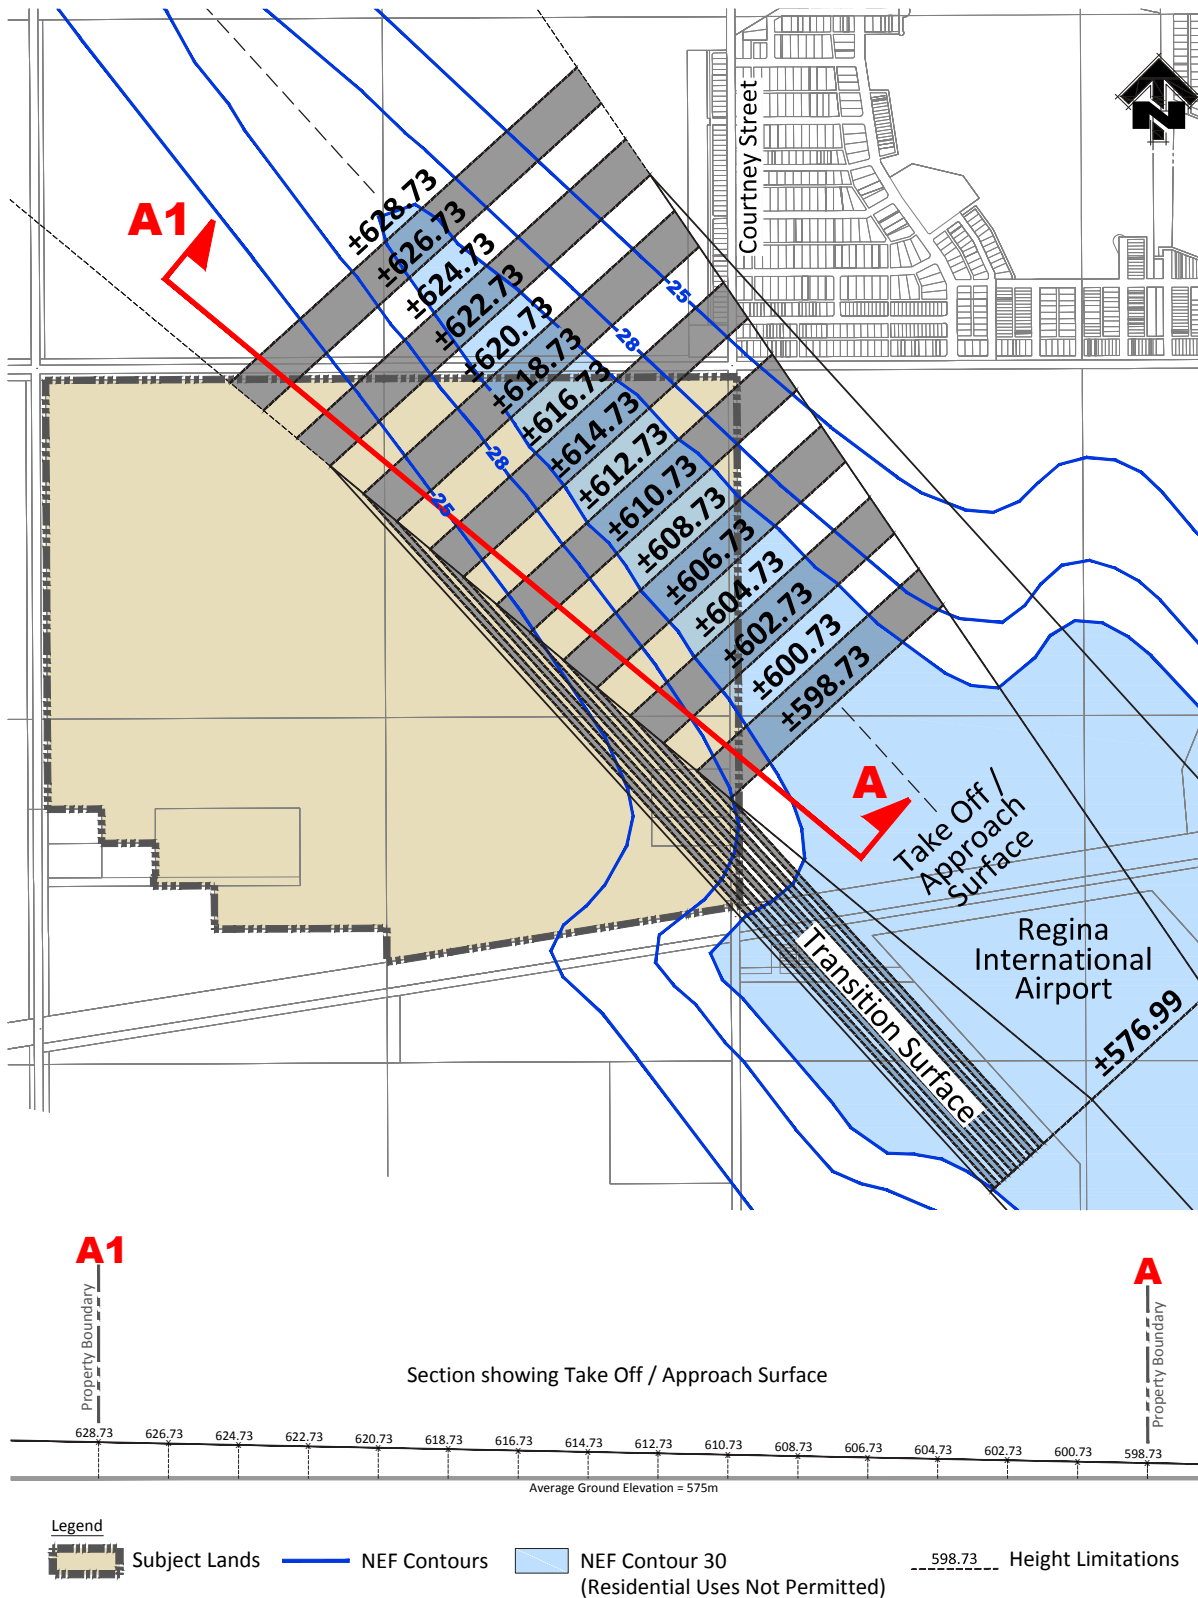 N
Courtney Street
A1
±628.73
±626.73
±624.73
±622.73
±620.73
±618.73
±616.73
±614.73
±612.73
±610.73
±608.73
±606.73
±604.73
±602.73
±600.73
±598.73
25
28
28
25
A
Take Off /
Approach
Surface
Regina
International
Airport
±576.99
Transition Surface
A1
A
Property Boundary
Property Boundary
Section showing Take Off / Approach Surface
628.73 626.73 624.73 622.73 620.73 618.73 616.73 614.73 612.73 610.73 608.73 606.73 604.73 602.73 600.73 598.73
Average Ground Elevation = 575m
Legend
Subject Lands
NEF Contours
NEF Contour 30
(Residential Uses Not Permitted)
598.73
Height Limitations